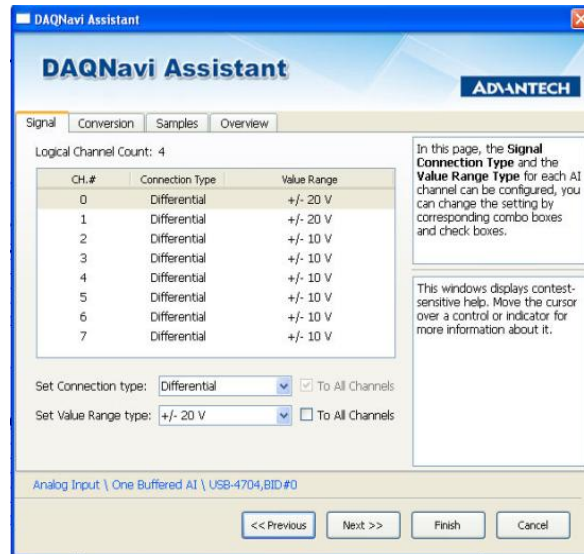 DAQNavi Assistant
DAQNavi Assistant
ADVANTECH
Signal Conversion Samples Overview
Logical Channel Count: 4
CH.# Connection Type Value Range
0 Differential +/- 20 V
1 Differential +/- 20 V
2 Differential +/- 10 V
3 Differential +/- 10 V
4 Differential +/- 10 V
5 Differential +/- 10 V
6 Differential +/- 10 V
7 Differential +/- 10 V
Set Connection type: Differential To All Channels
Set Value Range type: +/- 20 V To All Channels
In this page, the Signal
Connection Type and the
Value Range Type for each AI
channel can be configured, you
can change the setting by
corresponding combo boxes
and check boxes.
This windows displays contest-
sensitive help. Move the cursor
over a control or indicator for
more information about it.
Analog Input \ One Buffered AI \ USB-4704,BID#0
<< Previous Next >> Finish Cancel